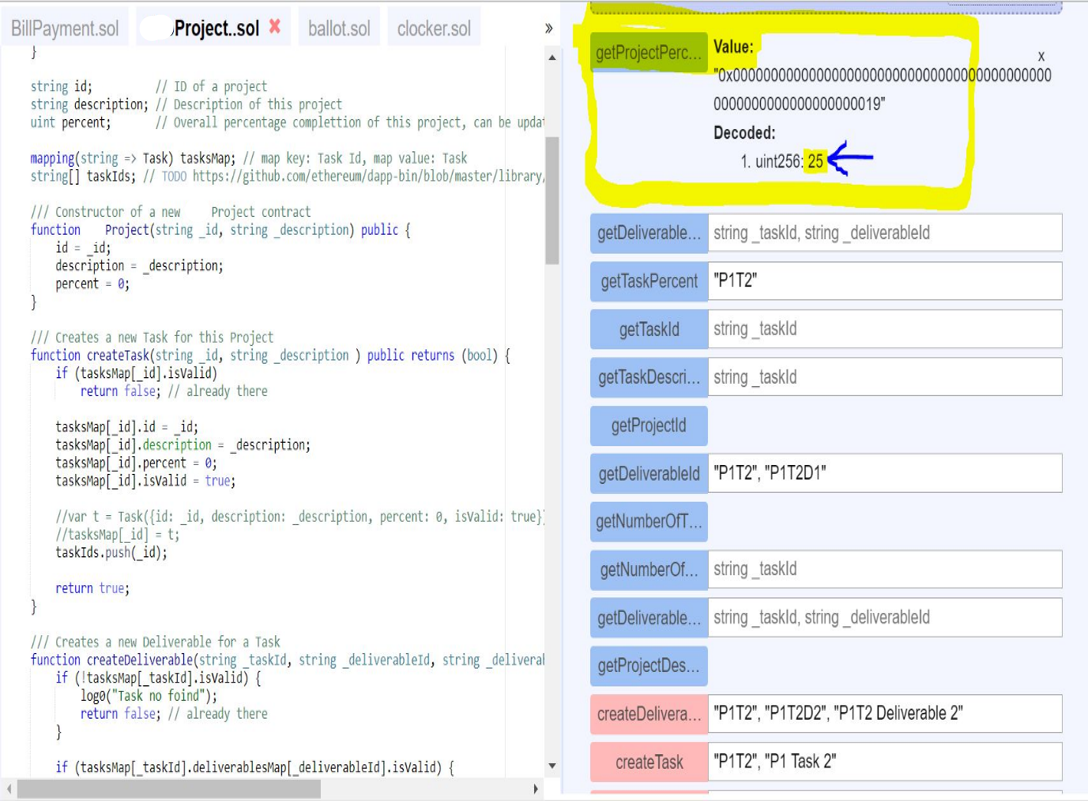 BillPayment.sol
Project..sol
ballot.sol
clocker.sol
»
}
string id; // ID of a project
string description; // Description of this project
uint percent; // Overall percentage complettion of this project, can be updat
mapping(string => Task) tasksMap; // map key: Task Id, map value: Task
string[] taskIds; // TODO https://github.com/ethereum/dapp-bin/blob/master/library/
/// Constructor of a new Project contract
function Project(string _id, string _description) public {
id = _id;
description = _description;
percent = 0;
}
/// Creates a new Task for this Project
function createTask(string _id, string _description ) public returns (bool) {
if (tasksMap[_id].isValid)
return false; // already there
tasksMap[_id].id = _id;
tasksMap[_id].description = _description;
tasksMap[_id].percent = 0;
tasksMap[_id].isValid = true;
//var t = Task({id: _id, description: _description, percent: 0, isValid: true})
//tasksMap[_id] = t;
taskIds.push(_id);
return true;
}
/// Creates a new Deliverable for a Task
function createDeliverable(string _taskId, string _deliverableId, string _deliveral
if (!tasksMap[_taskId].isValid) {
log0("Task no foind");
return false; // already there
}
if (tasksMap[_taskId].deliverablesMap[_deliverableId].isValid) {
getProjectPerc... Value:
x
Decoded:
1. uint256: 25
getDeliverable... string _taskId, string _deliverableId
getTaskPercent "P1T2"
getTaskId string _taskId
getTaskDescri... string _taskId
getProjectId
getDeliverableId "P1T2", "P1T2D1"
getNumberOfT...
getNumberOf... string _taskId
getDeliverable... string _taskId, string _deliverableId
getProjectDes...
createDelivera... "P1T2", "P1T2D2", "P1T2 Deliverable 2"
createTask "P1T2", "P1 Task 2"